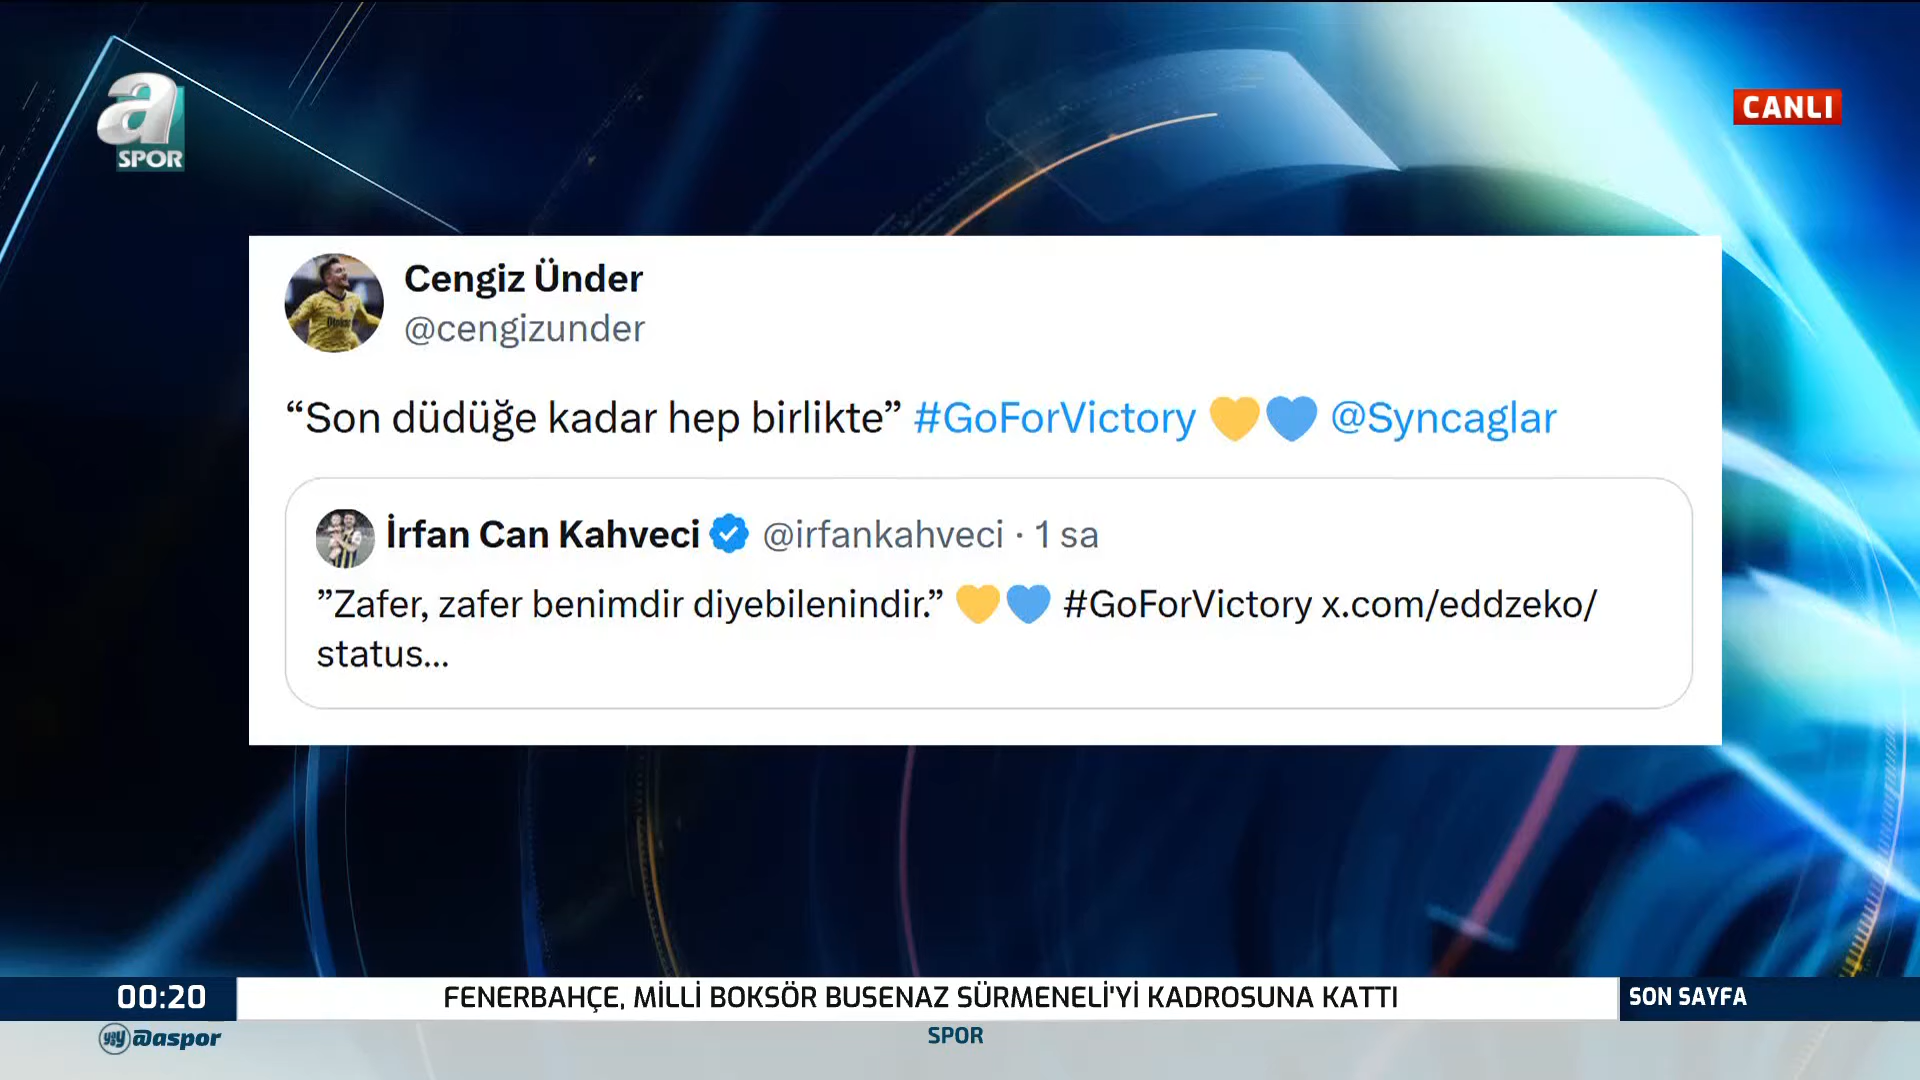 a
SPOR
CANLI
Cengiz Ünder
@cengizunder
“Son düdüğe kadar hep birlikte” #GoForVictory 💛💙 @Syncaglar
İrfan Can Kahveci @irfankahveci · 1 sa
”Zafer, zafer benimdir diyebilenindir.” 💛💙 #GoForVictory x.com/eddzeko/
status...
00:20
FENERBAHÇE, MİLLİ BOKSÖR BUSENAZ SÜRMENELİ'Yİ KADROSUNA KATTI
SON SAYFA
@aspor
SPOR